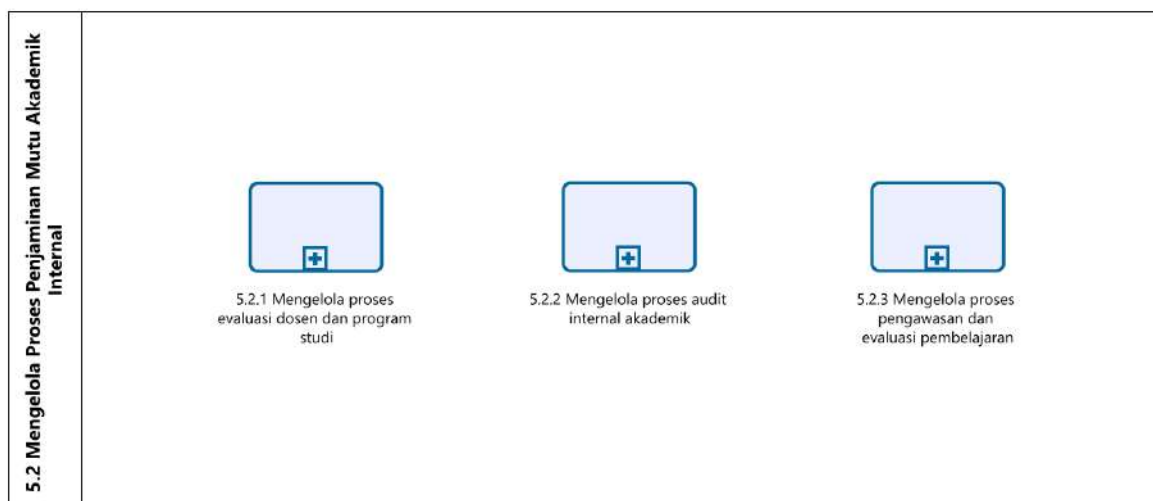 5.2 Mengelola Proses Penjaminan Mutu Akademik
Internal
5.2.1 Mengelola proses
evaluasi dosen dan program
studi
5.2.2 Mengelola proses audit
internal akademik
5.2.3 Mengelola proses
pengawasan dan
evaluasi pembelajaran